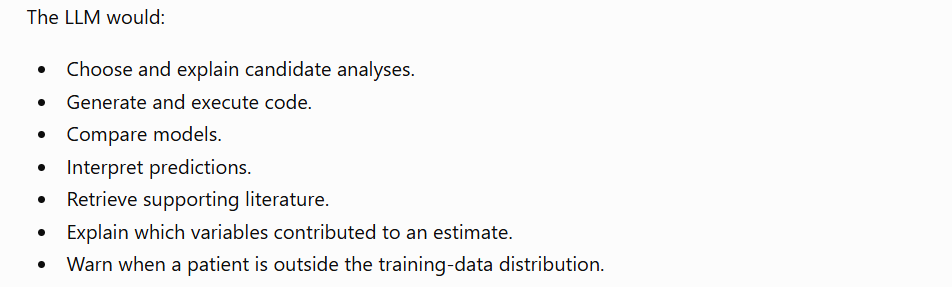 The LLM would:
• Choose and explain candidate analyses.
• Generate and execute code.
• Compare models.
• Interpret predictions.
• Retrieve supporting literature.
• Explain which variables contributed to an estimate.
• Warn when a patient is outside the training-data distribution.